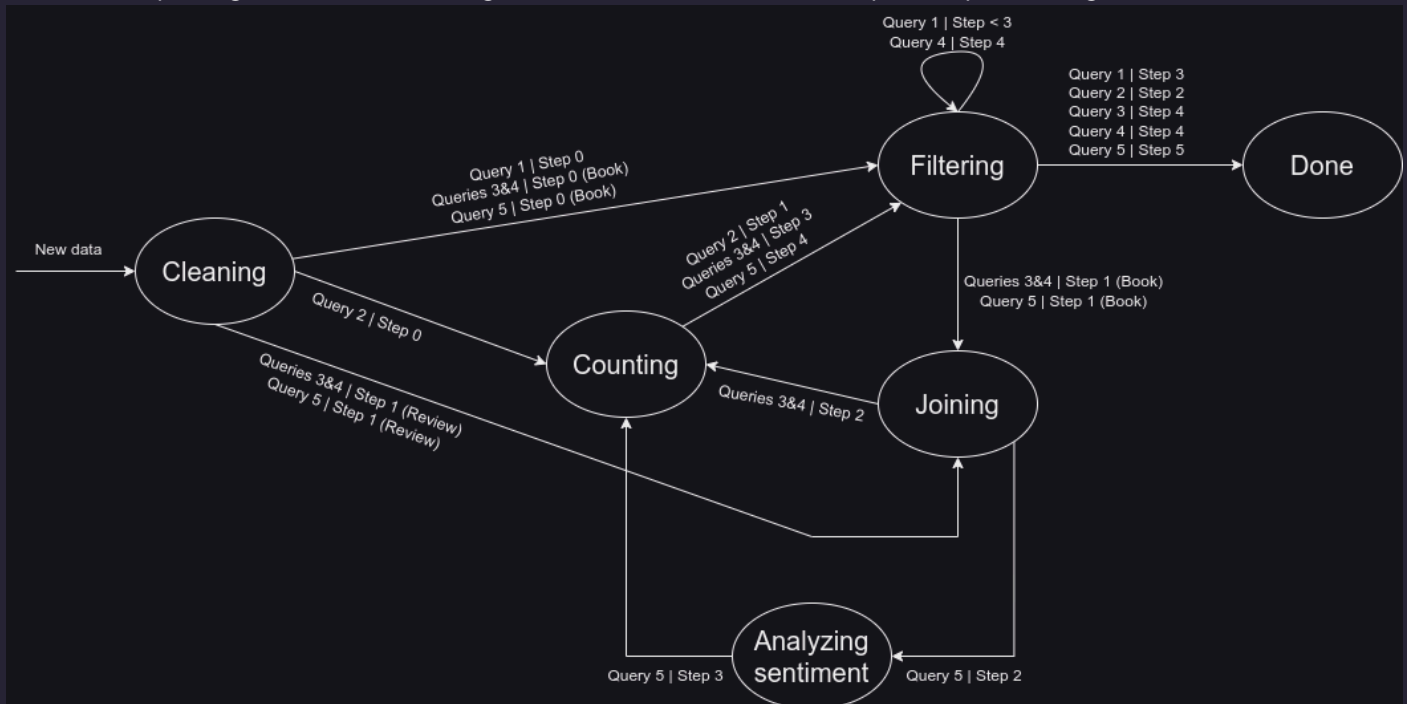 Query 1 | Step < 3
Query 4 | Step 4
Query 1 | Step 3
Query 2 | Step 2
Query 3 | Step 4
Query 4 | Step 4
Query 5 | Step 5
Filtering
Done
Query 1 | Step 0
Queries 3&4 | Step 0 (Book)
Query 5 | Step 0 (Book)
Query 2 | Step 1
Queries 3&4 | Step 3
Query 5 | Step 4
New data
Cleaning
Queries 3&4 | Step 1 (Book)
Query 5 | Step 1 (Book)
Query 2 | Step 0
Counting
Queries 3&4 | Step 2
Joining
Queries 3&4 | Step 1 (Review)
Query 5 | Step 1 (Review)
Analyzing
sentiment
Query 5 | Step 3
Query 5 | Step 2